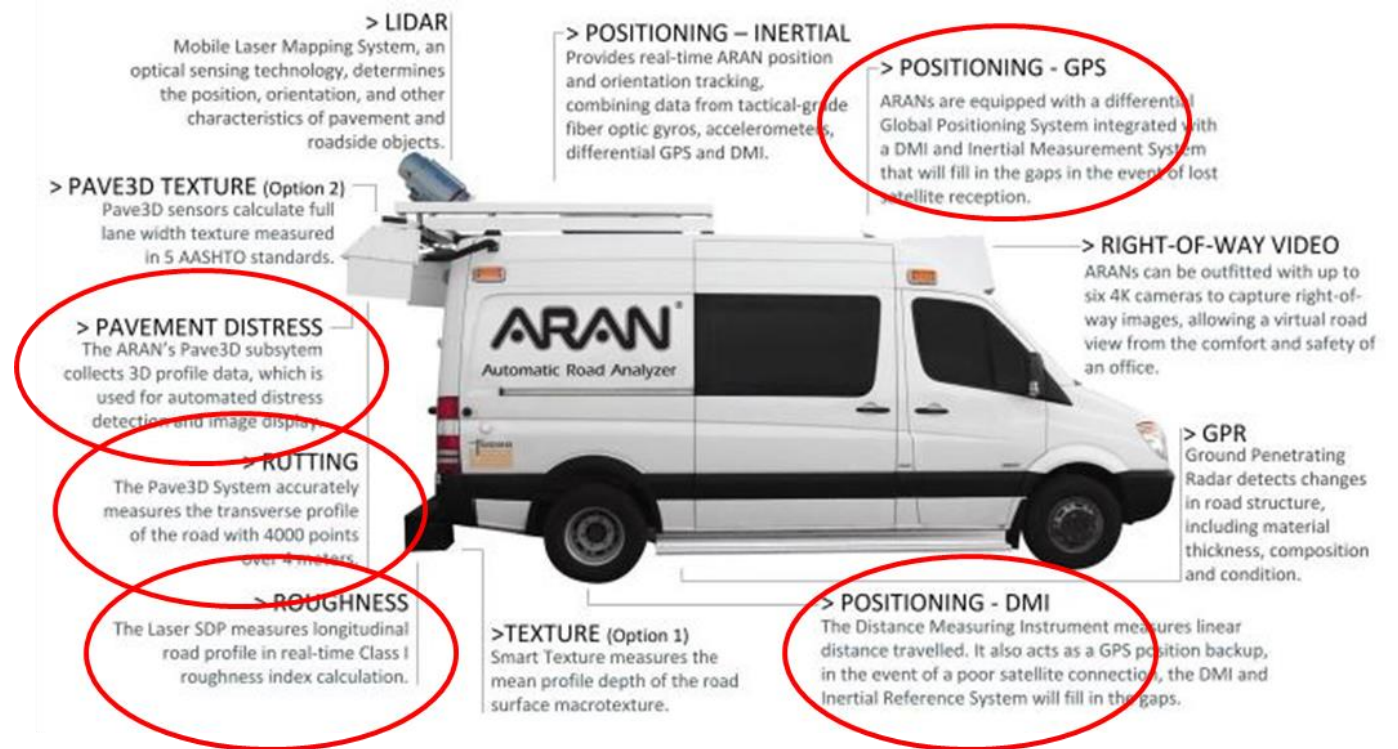 > LIDAR
Mobile Laser Mapping System, an
optical sensing technology, determines
the position, orientation, and other
characteristics of pavement and
roadside objects.
> POSITIONING – INERTIAL
Provides real-time ARAN position
and orientation tracking,
combining data from tactical-grade
fiber optic gyros, accelerometers,
differential GPS and DMI.
> POSITIONING - GPS
ARANs are equipped with a differential
Global Positioning System integrated with
a DMI and Inertial Measurement System
that will fill in the gaps in the event of lost
satellite reception.
> PAVE3D TEXTURE (Option 2)
Pave3D sensors calculate full
lane width texture measured
in 5 AASHTO standards.
> RIGHT-OF-WAY VIDEO
ARANs can be outfitted with up to
six 4K cameras to capture right-of-
way images, allowing a virtual road
view from the comfort and safety of
an office.
> PAVEMENT DISTRESS
The ARAN's Pave3D subsytem
collects 3D profile data, which is
used for automated distress
detection and image display.
ARAN®
Automatic Road Analyzer
> RUTTING
The Pave3D System accurately
measures the transverse profile
of the road with 4000 points
over 4 meters.
> GPR
Ground Penetrating
Radar detects changes
in road structure,
including material
thickness, composition
and condition.
> ROUGHNESS
The Laser SDP measures longitudinal
road profile in real-time Class I
roughness index calculation.
>TEXTURE (Option 1)
Smart Texture measures the
mean profile depth of the road
surface macrotexture.
> POSITIONING - DMI
The Distance Measuring Instrument measures linear
distance travelled. It also acts as a GPS position backup,
in the event of a poor satellite connection, the DMI and
Inertial Reference System will fill in the gaps.